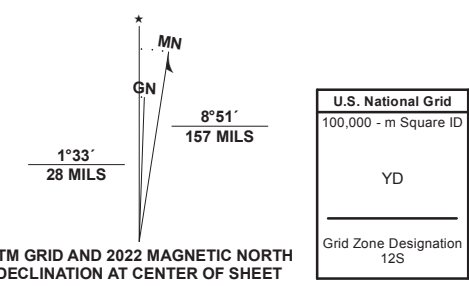 MN
GN
8°51´
157 MILS
1°33´
28 MILS
TM GRID AND 2022 MAGNETIC NORTH
DECLINATION AT CENTER OF SHEET
U.S. National Grid
100,000 - m Square ID
YD
Grid Zone Designation
12S